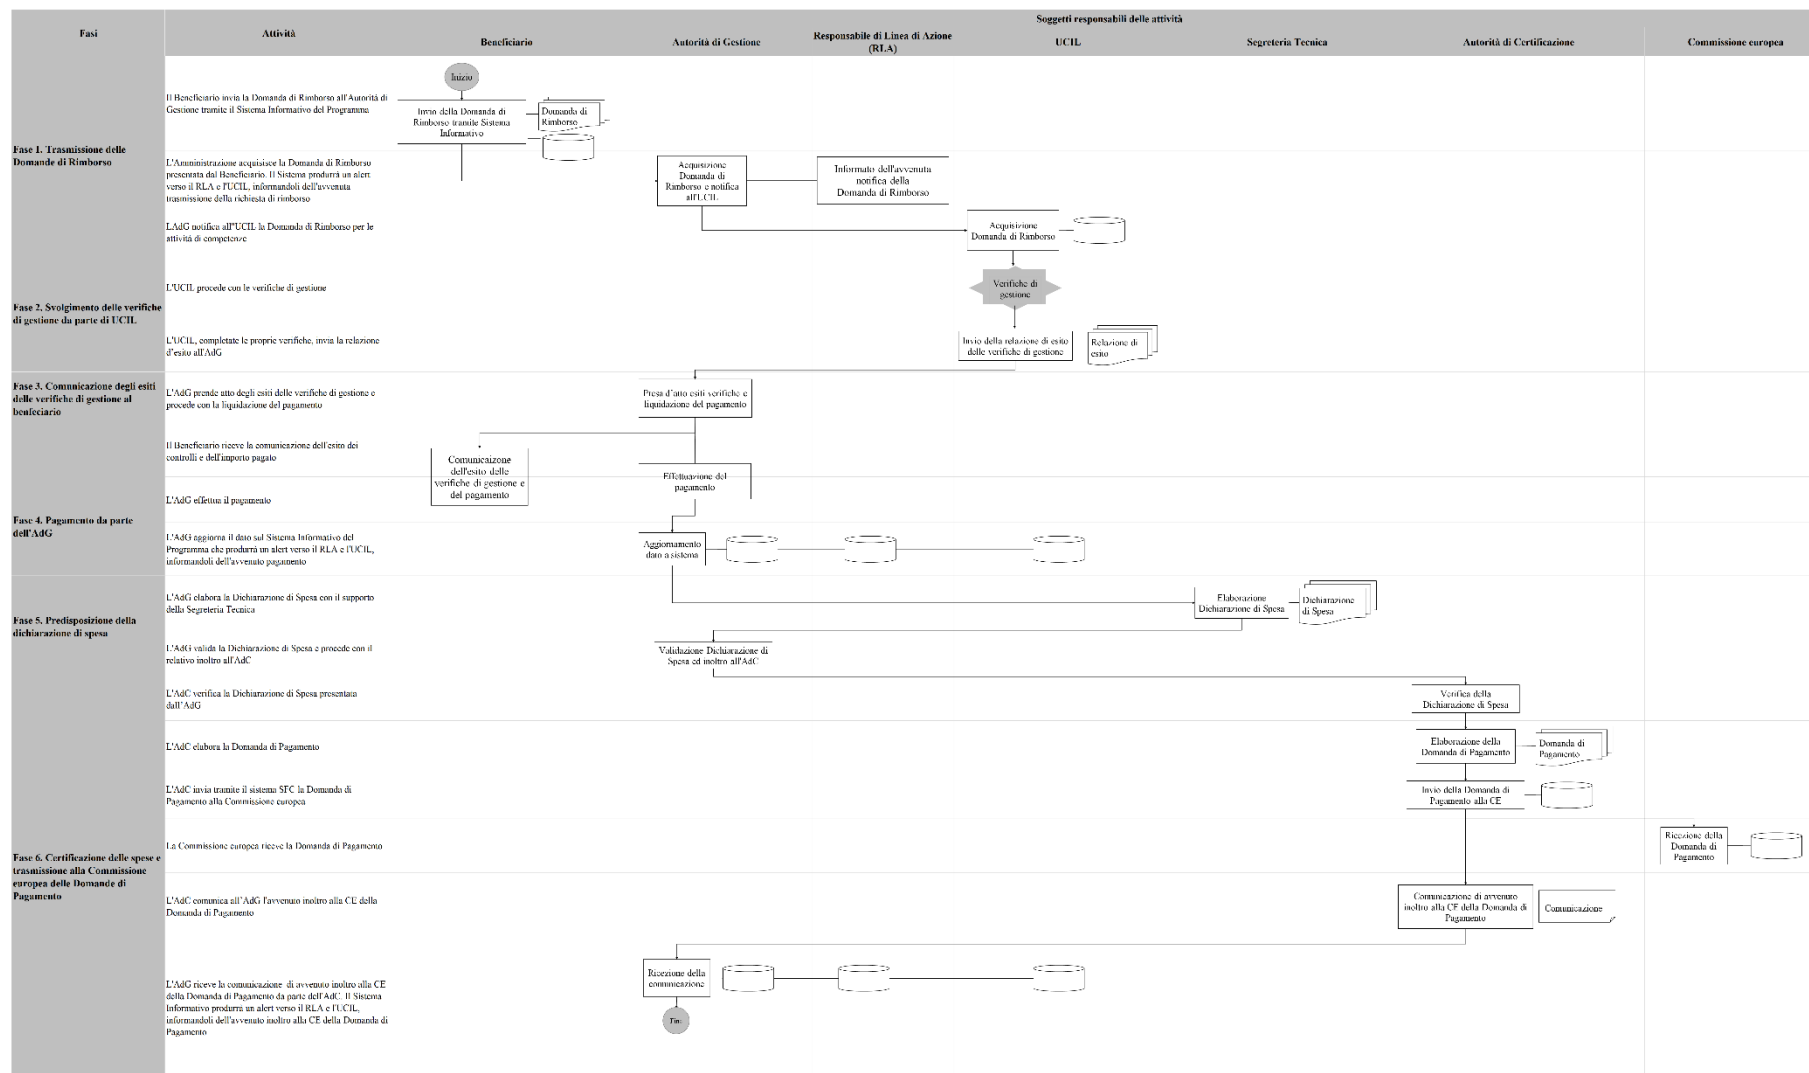 Soggetti responsabili delle attività
Fasi
Attività
Beneficiario
Autorità di Gestione
Responsabile di Linea di Azione
(RLA)
UCIL
Segreteria Tecnica
Autorità di Certificazione
Commissione europea
Inizio
Fase 1. Trasmissione delle
Domande di Rimborso
Il Beneficiario invia la Domanda di Rimborso all'Autorità di
Gestione tramite il Sistema Informativo del Programma
Invio della Domanda di
Rimborso tramite Sistema
Informativo
Domanda di
Rimborso
L'Amministrazione acquisisce la Domanda di Rimborso
presentata dal Beneficiario. Il Sistema produrrà un alert
verso il RLA e l'UCIL, informandoli dell'avvenuta
trasmissione della richiesta di rimborso
Acquisizione
Domanda di
Rimborso e notifica
all'UCIL
Informato dell'avvenuta
notifica della
Domanda di Rimborso
LAdG notifica all"UCIL la Domanda di Rimborso per le
attività di competenze
Acquisizione
Domanda di Rimborso
Fase 2. Svolgimento delle verifiche
di gestione da parte di UCIL
L'UCIL procede con le verifiche di gestione
Verifiche di
gestione
L'UCIL, completate le proprie verifiche, invia la relazione
d'esito all'AdG
Invio della relazione di esito
delle verifiche di gestione
Relazione di
esito
Fase 3. Comunicazione degli esiti
delle verifiche di gestione al
benfeciario
L'AdG prende atto degli esiti delle verifiche di gestione e
procede con la liquidazione del pagamento
Presa d'atto esiti verifiche e
liquidazione del pagamento
Il Beneficiario riceve la comunicazione dell'esito dei
controlli e dell'importo pagato
Comunicaizone
dell'esito delle
verifiche di gestione e
del pagamento
Effettuazione del
pagamento
Fase 4. Pagamento da parte
dell'AdG
L'AdG effettua il pagamento
L'AdG aggiorna il dato sul Sistema Informativo del
Programma che produrrà un alert verso il RLA e l'UCIL,
informandoli dell'avvenuto pagamento
Aggiornamento
dato a sistema
Fase 5. Predisposizione della
dichiarazione di spesa
L'AdG elabora la Dichiarazione di Spesa con il supporto
della Segreteria Tecnica
Elaborazione
Dichiarazione di Spesa
Dichiarazione
di Spesa
L'AdG valida la Dichiarazione di Spesa e procede con il
relativo inoltro all'AdC
Validazione Dichiarazione di
Spesa ed inoltro all'AdC
L'AdC verifica la Dichiarazione di Spesa presentata
dall'AdG
Verifica della
Dichiarazione di Spesa
Fase 6. Certificazione delle spese e
trasmissione alla Commissione
europea delle Domande di
Pagamento
L'AdC elabora la Domanda di Pagamento
Elaborazione della
Domanda di Pagamento
Domanda di
Pagamento
L'AdC invia tramite il sistema SFC la Domanda di
Pagamento alla Commissione europea
Invio della Domanda di
Pagamento alla CE
La Commissione europea riceve la Domanda di Pagamento
Ricezione della
Domanda di
Pagamento
L'AdC comunica all'AdG l'avvenuto inoltro alla CE della
Domanda di Pagamento
Comunicazione di avvenuto
inoltro alla CE della Domanda di
Pagamento
Comunicazione
L'AdG riceve la comunicazione di avvenuto inoltro alla CE
della Domanda di Pagamento da parte dell'AdC. Il Sistema
Informativo produrrà un alert verso il RLA e l'UCIL,
informandoli dell'avvenuto inoltro alla CE della Domanda di
Pagamento
Ricezione della
comunicazione
Fine